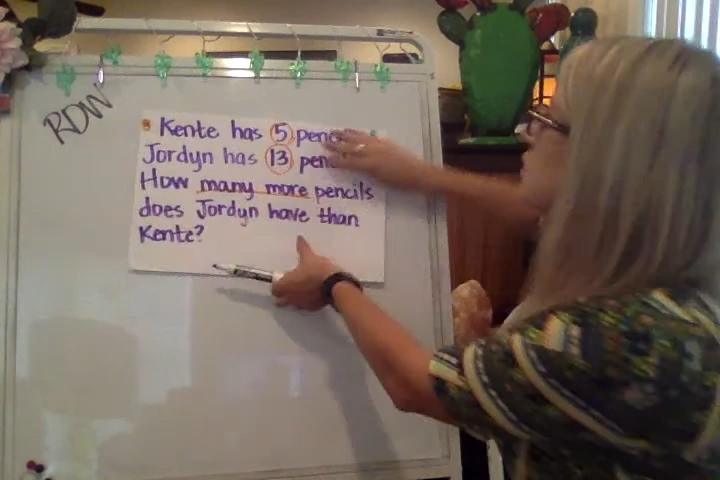 RDW
Kente has 5
Jordyn has 13
How many more pencils
does Jordyn have than
Kente?